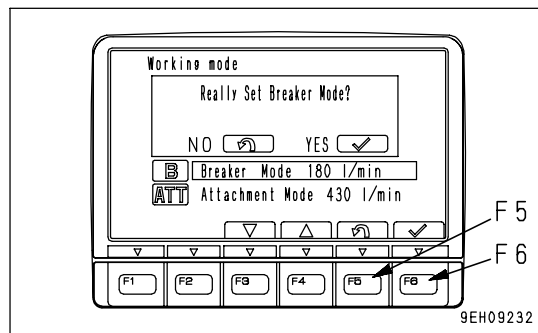 Working mode
Really Set Breaker Mode?
NO YES
B Breaker Mode 180 l/min
ATT Attachment Mode 430 l/min
F5
F6
F1 F2 F3 F4 F5 F6
9EH09232